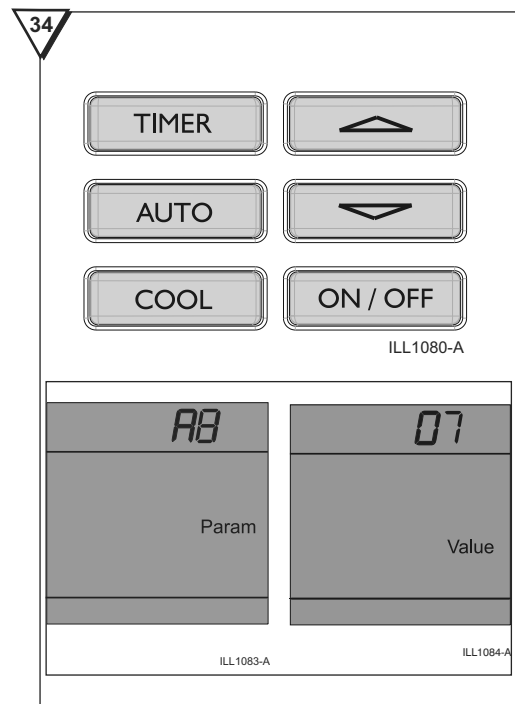 34
TIMER
AUTO
COOL ON / OFF
ILL1080-A
A8 07
Param
Value
ILL1083-A
ILL1084-A